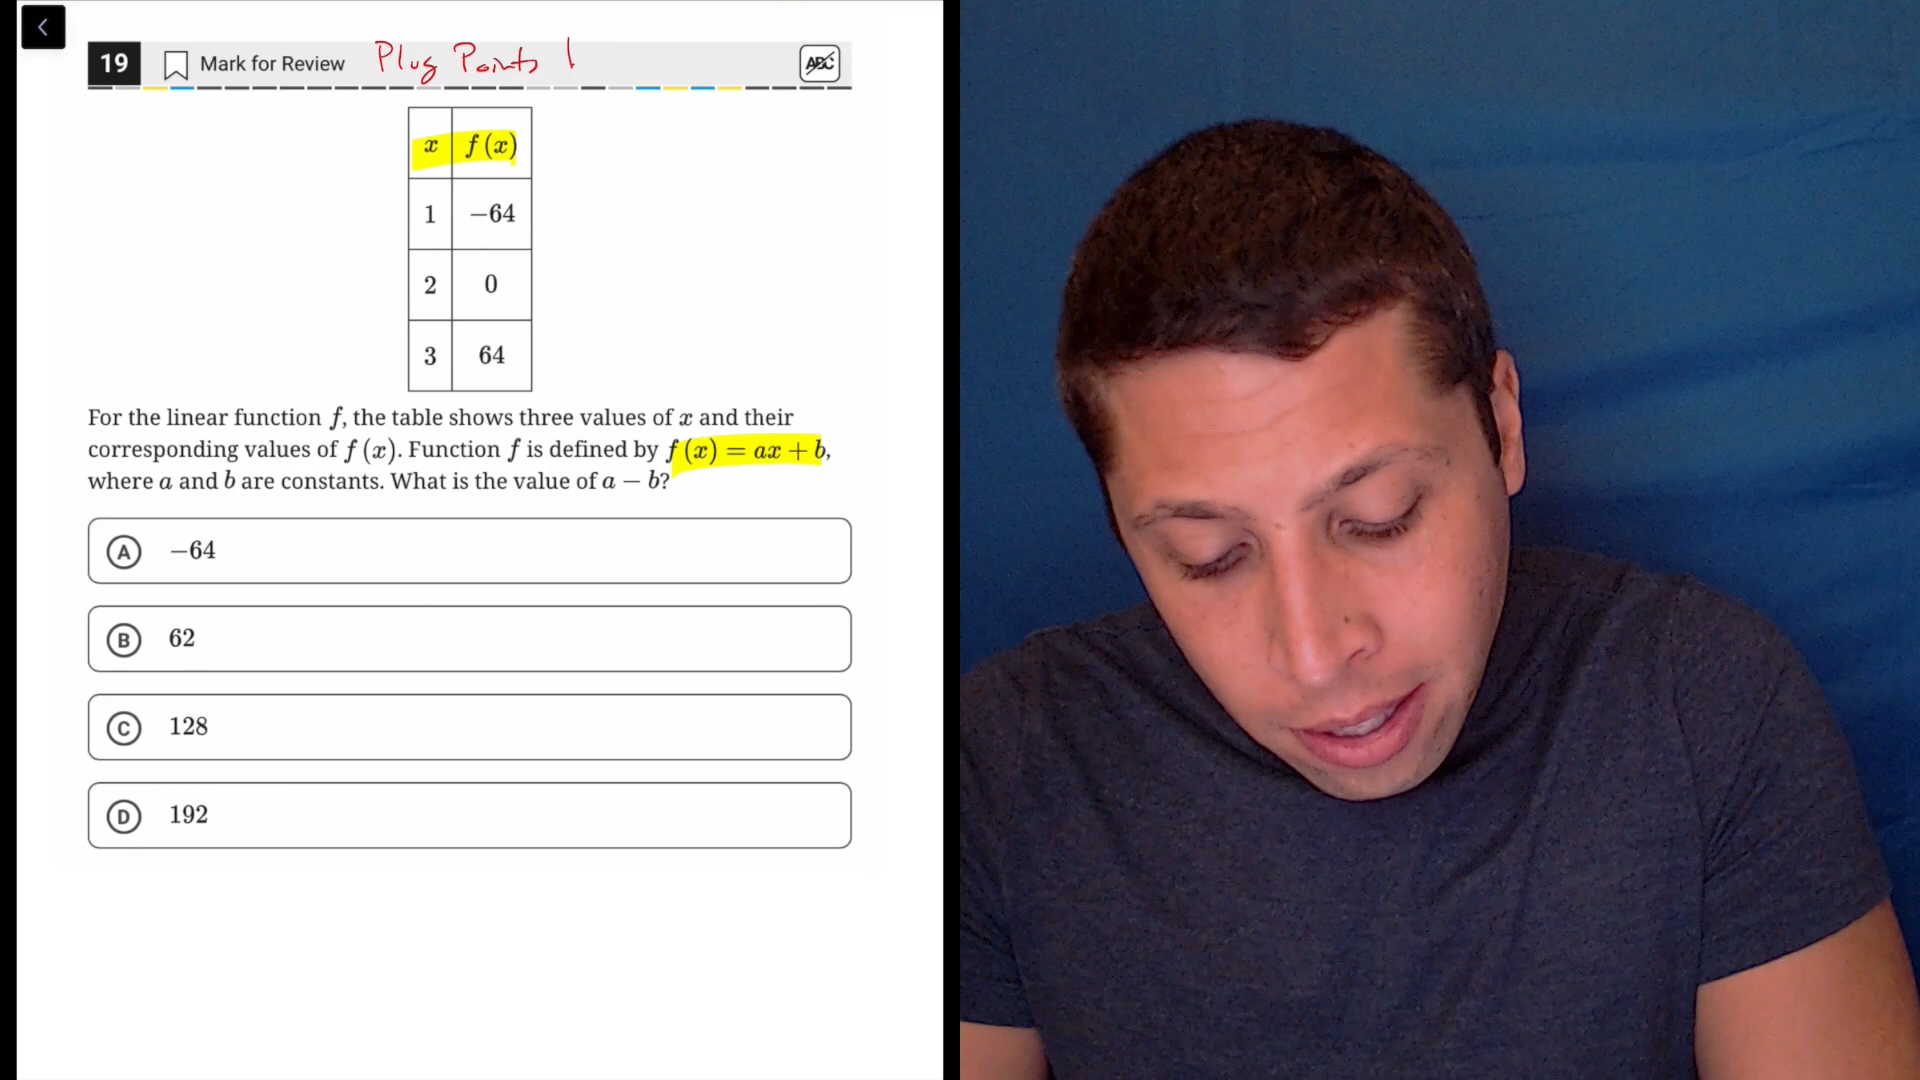 19 Mark for Review Plug Points ABC
x f(x)
1 −64
2 0
3 64
For the linear function f, the table shows three values of x and their
corresponding values of f(x). Function f is defined by f(x) = ax + b,
where a and b are constants. What is the value of a − b?
A −64
B 62
C 128
D 192